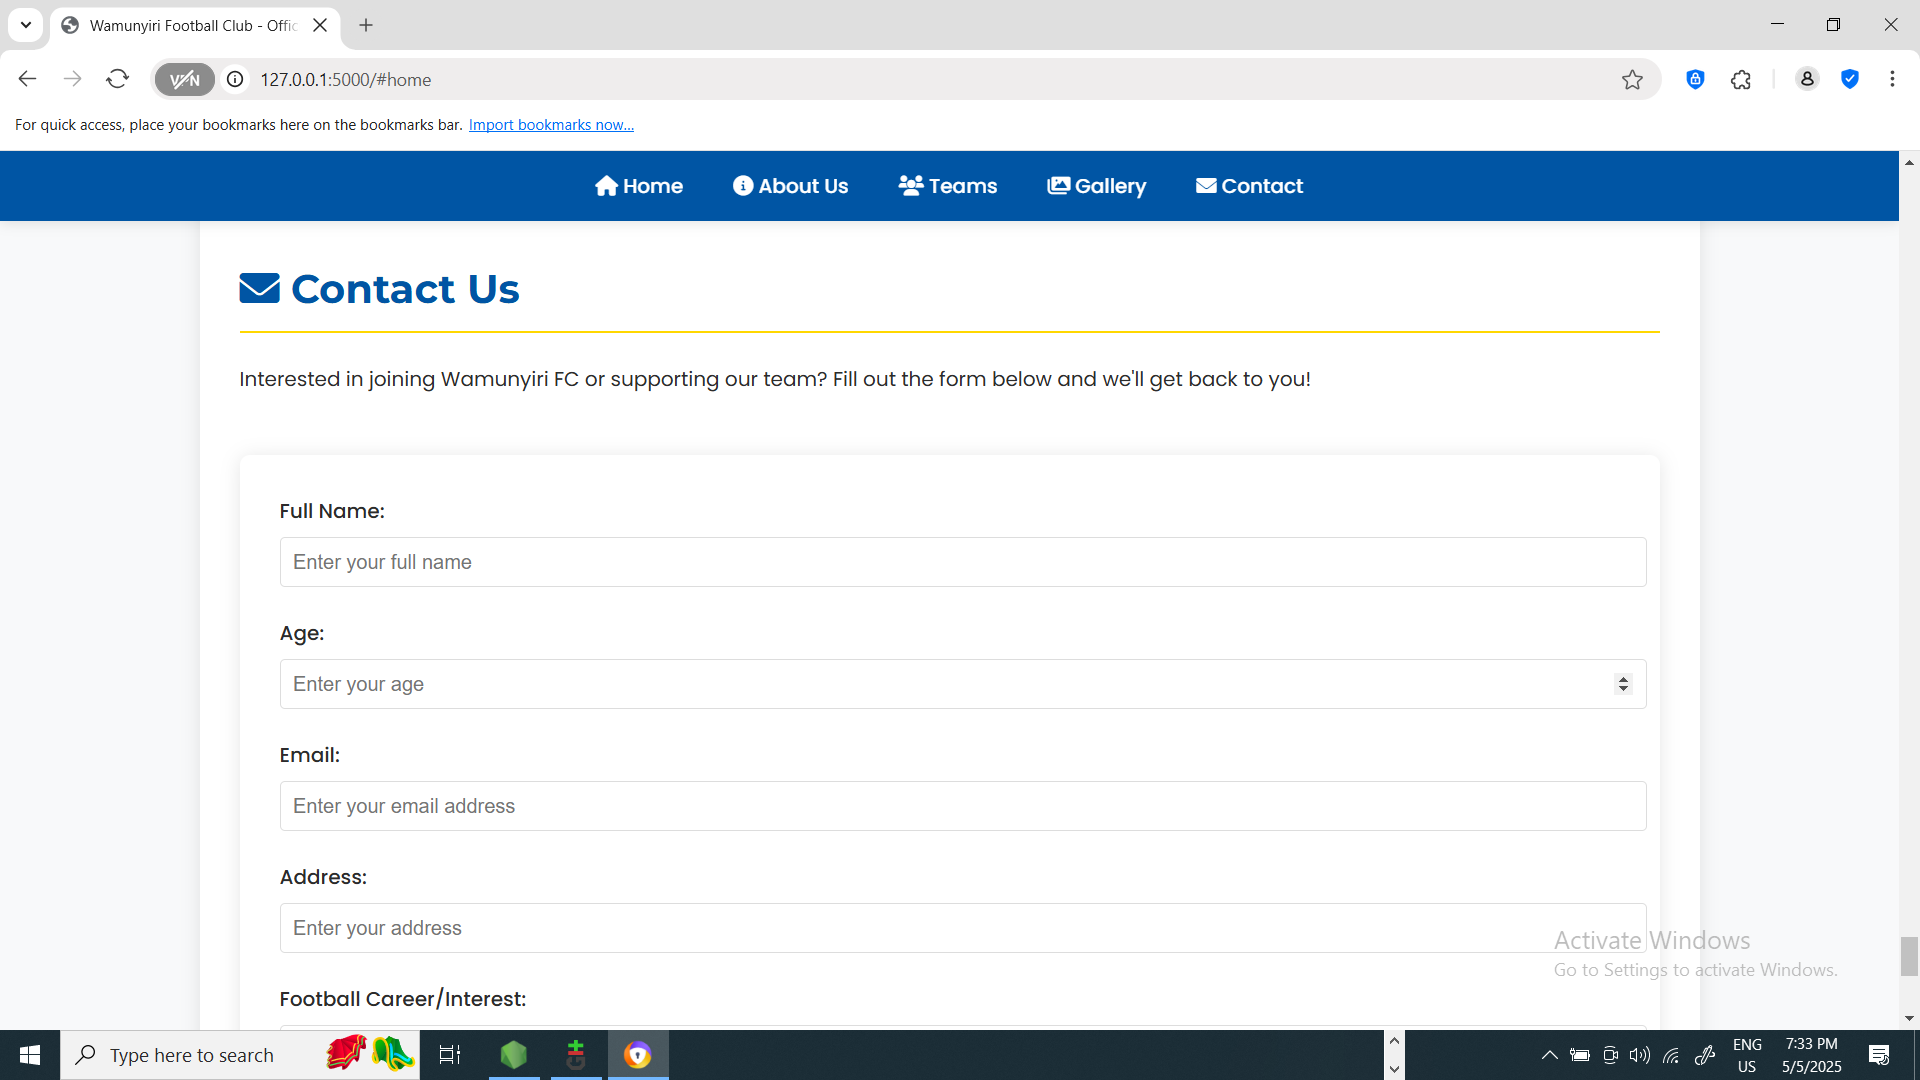 Wamunyiri Football Club - Offic
VPN
127.0.0.1:5000/#home
For quick access, place your bookmarks here on the bookmarks bar. Import bookmarks now...
Home About Us Teams Gallery Contact
Contact Us
Interested in joining Wamunyiri FC or supporting our team? Fill out the form below and we'll get back to you!
Full Name:
Enter your full name
Age:
Enter your age
Email:
Enter your email address
Address:
Enter your address
Football Career/Interest:
Activate Windows
Go to Settings to activate Windows.
Type here to search
ENG
US
7:33 PM
5/5/2025